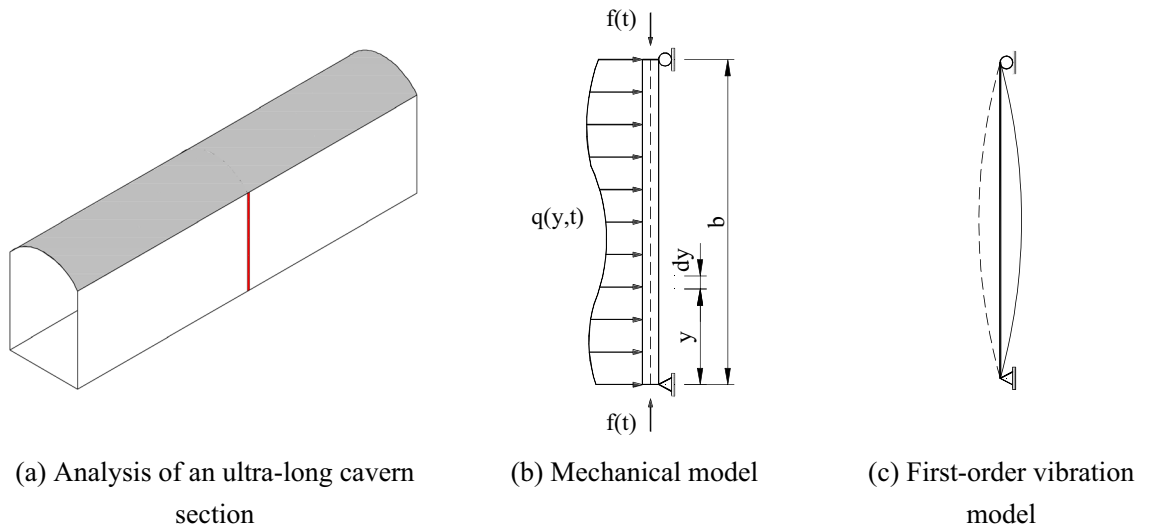 f(t)
q(y,t)
b
dy
y
f(t)
(a) Analysis of an ultra-long cavern
section
(b) Mechanical model
(c) First-order vibration
model